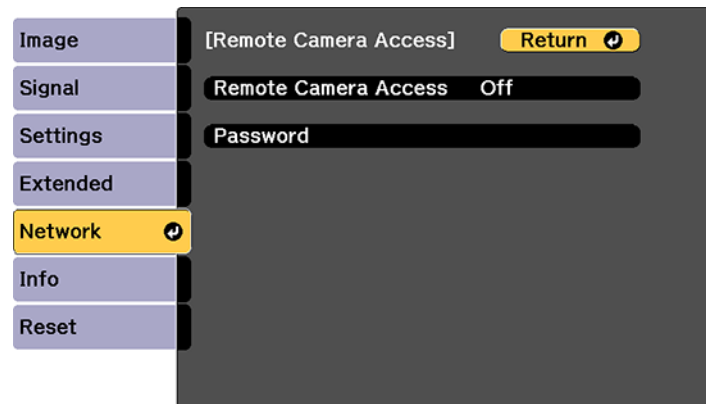 Image
Signal
Settings
Extended
Network
Info
Reset
[Remote Camera Access] Return
Remote Camera Access Off
Password